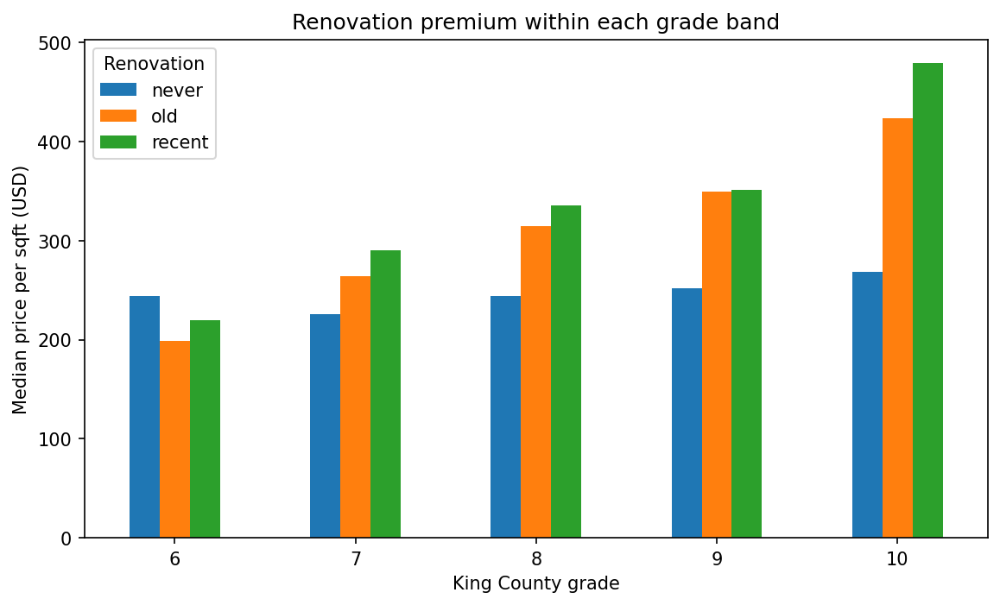 Renovation premium within each grade band
Renovation
never
old
recent
Median price per sqft (USD)
500
400
300
200
100
0
6 7 8 9 10
King County grade